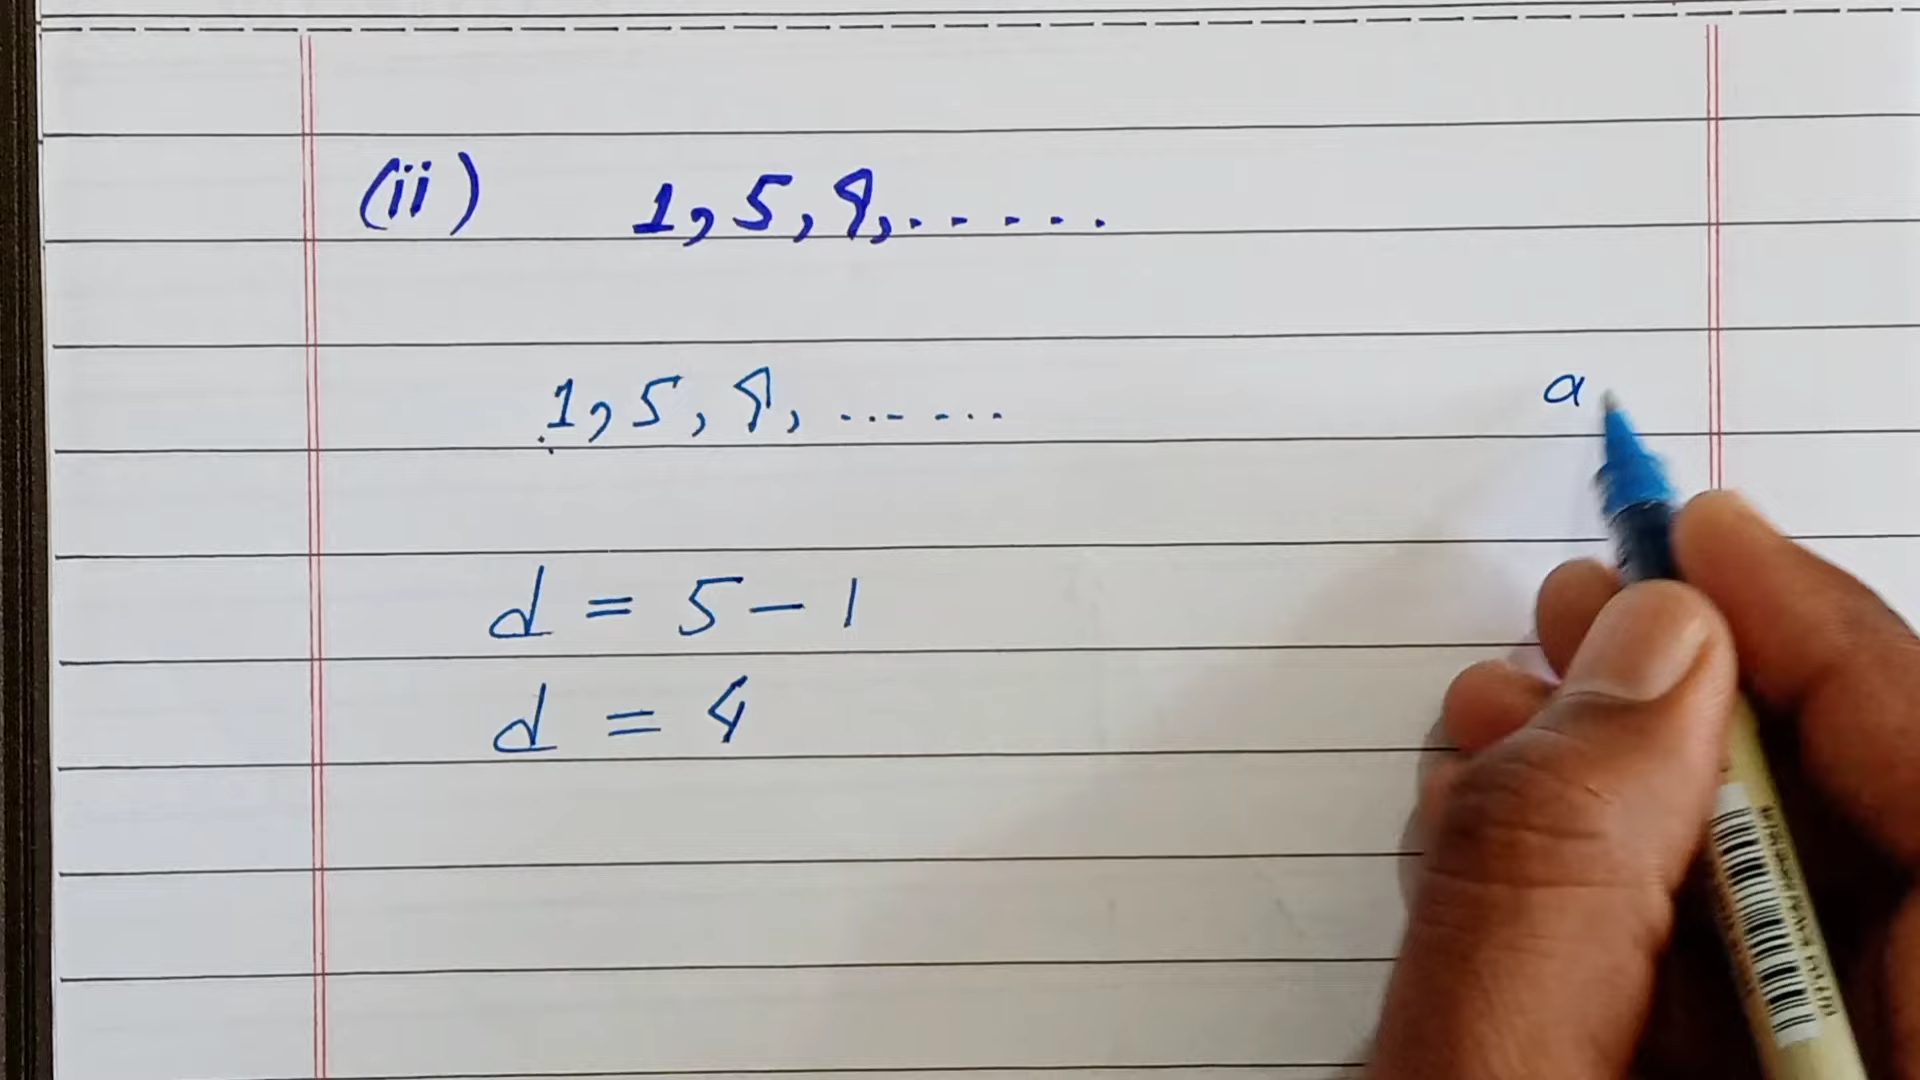 (ii) 1, 5, 9, .....
1, 5, 9, ...... a
d = 5 - 1
d = 4